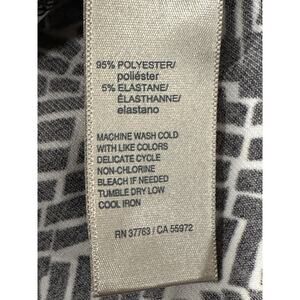 95% POLYESTER/
poliéster
5% ELASTANE/
ÉLASTHANNE/
elastano
MACHINE WASH COLD
WITH LIKE COLORS
DELICATE CYCLE
NON-CHLORINE
BLEACH IF NEEDED
TUMBLE DRY LOW
COOL IRON
RN 37763 / CA 55972